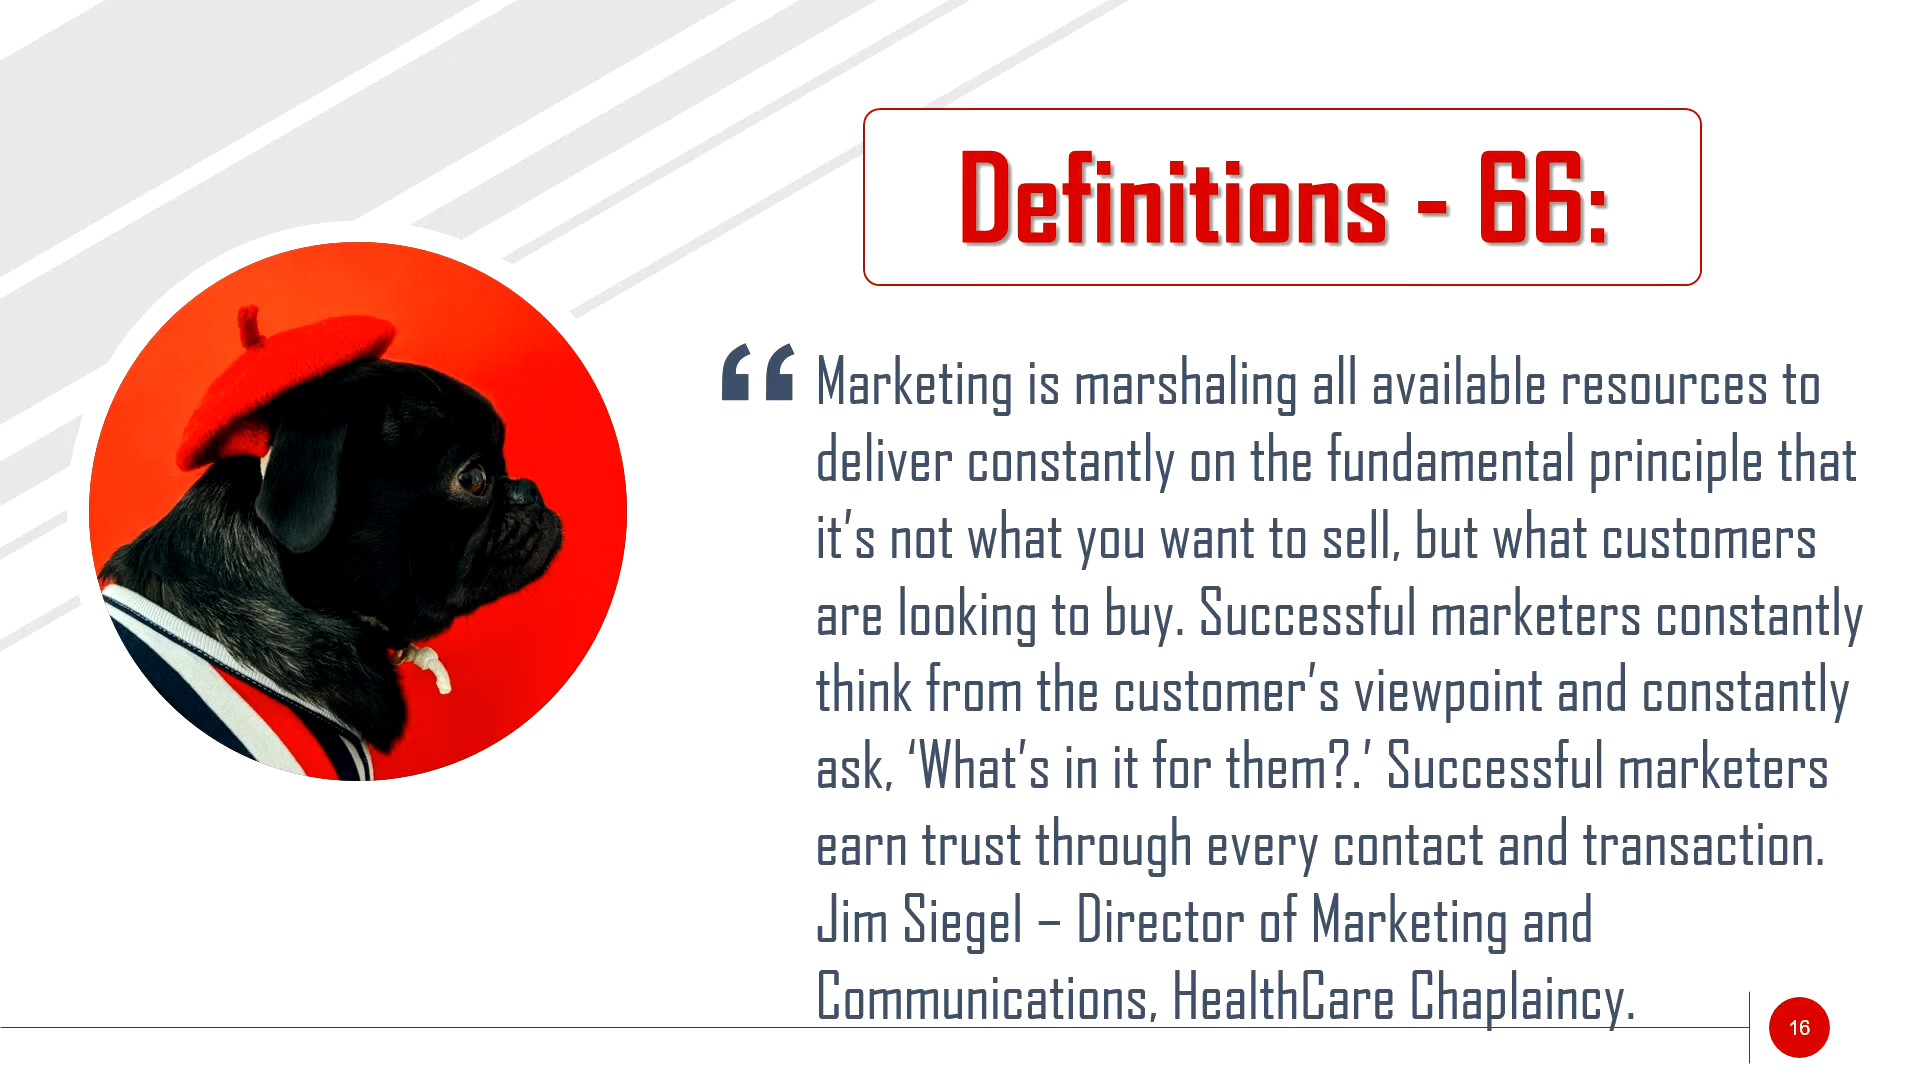 Definitions - 66:
“ Marketing is marshaling all available resources to
deliver constantly on the fundamental principle that
it’s not what you want to sell, but what customers
are looking to buy. Successful marketers constantly
think from the customer’s viewpoint and constantly
ask, ‘What’s in it for them?.’ Successful marketers
earn trust through every contact and transaction.
Jim Siegel – Director of Marketing and
Communications, HealthCare Chaplaincy.
16